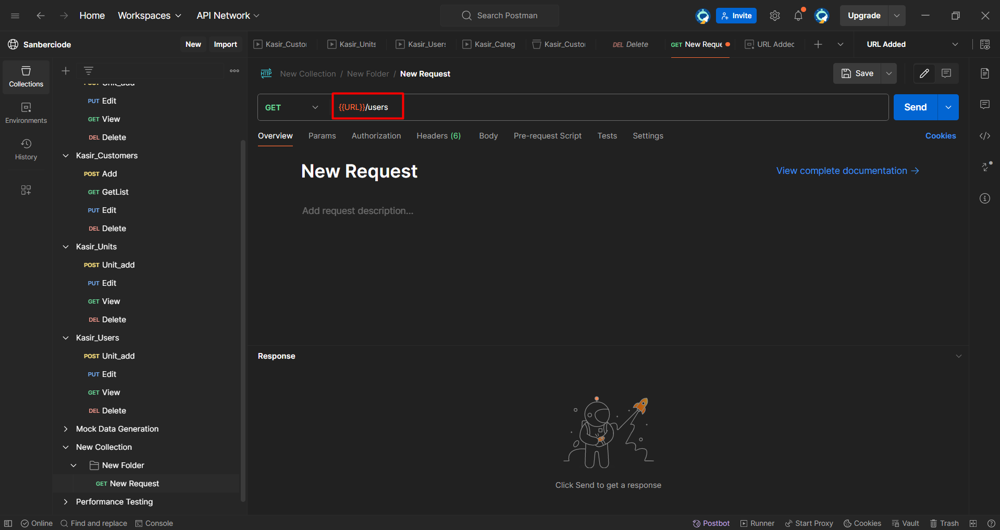 Home Workspaces API Network Search Postman Invite Upgrade
Sanberciode New Import Kasir_Custo Kasir_Units Kasir_Users Kasir_Categ Kasir_Custo DEL Delete GET New Reque URL Addec URL Added
Collections
Environments
History
Unit_add
PUT Edit
GET View
DEL Delete
Kasir_Customers
POST Add
GET GetList
PUT Edit
DEL Delete
Kasir_Units
POST Unit_add
PUT Edit
GET View
DEL Delete
Kasir_Users
POST Unit_add
PUT Edit
GET View
DEL Delete
Mock Data Generation
New Collection
New Folder
GET New Request
Performance Testing
HTTP New Collection / New Folder / New Request Save
GET {{URL}}/users Send
Overview Params Authorization Headers (6) Body Pre-request Script Tests Settings Cookies
New Request View complete documentation →
Add request description...
Response
Click Send to get a response
Online Find and replace Console Postbot Runner Start Proxy Cookies Vault Trash